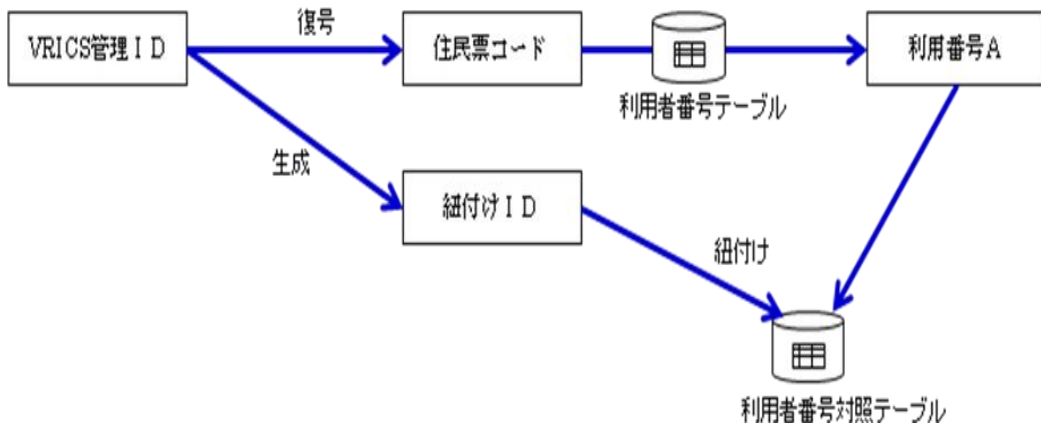 復号
VRICS管理ＩＤ
住民票コード
利用番号Ａ
利用者番号テーブル
生成
紐付けＩＤ
紐付け
利用者番号対照テーブル